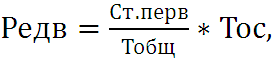 Редв = Ст.перв/Тобщ * Тос,